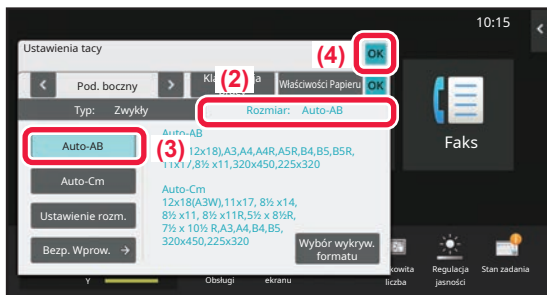 10:15
Ustawienia tacy
(4)
OK
Pod. boczny
(2)
Właściwości Papieru
OK
Typ: Zwykły
Rozmiar: Auto-AB
Auto-AB
(3)
Auto-AB
12x18),A3,A4,A4R,A5R,B4,B5,B5R,
11x17,8½ x11,320x450,225x320
Auto-Cm
Auto-Cm
12x18(A3W),11x17, 8½ x14,
8½ x11, 8½ x11R,5½ x 8½R,
7½ x 10½ R,A3,A4,B4,B5,
320x450,225x320
Ustawienie rozm.
Bezp. Wprow.
Wybór wykryw.
formatu
Faks
Y
Obsługi
ekranu
kowita
liczba
Regulacja
jasności
Stan zadania